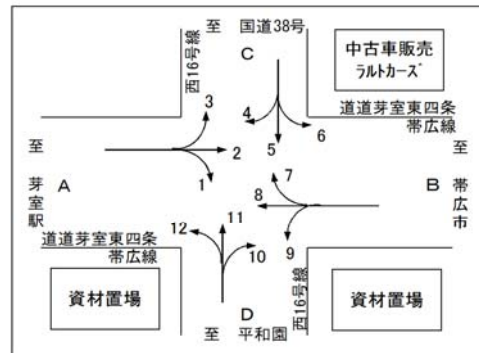 至 国道38号
西16号線
C
中古車販売
ラルトカーズ
道道芽室東四条
帯広線
3
4
5
6
至
芽室駅
A
2
1
7
8
B
至
帯広市
12
11
10
9
道道芽室東四条
帯広線
資材置場
D
至 平和園
西16号線
資材置場